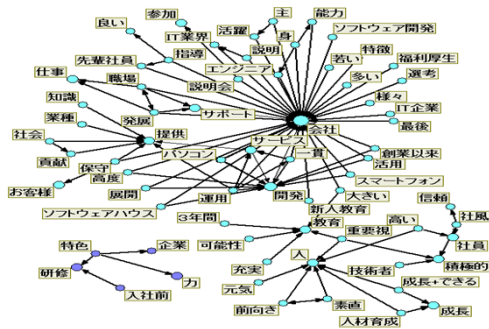 主
能力
参加
良い
IT業界
活躍
身
ソフトウェア開発
説明
指導
特徴
若い
先輩社員
エンジニア
福利厚生
仕事
職場
説明会
多い
選考
知識
様々
サポート
IT企業
業種
発展
最後
社会
提供
会社
サービス
貢献
パソコン
一貫
創業以来
保守
活用
高度
お客様
スマートフォン
展開
運用
開発
大きい
新人教育
信頼
ソフトウェアハウス
3年間
高い
社風
教育
特色
可能性
重要視
企業
社員
人
研修
充実
積極的
技術者
力
元気
成長+できる
入社前
前向き
素直
成長
人材育成